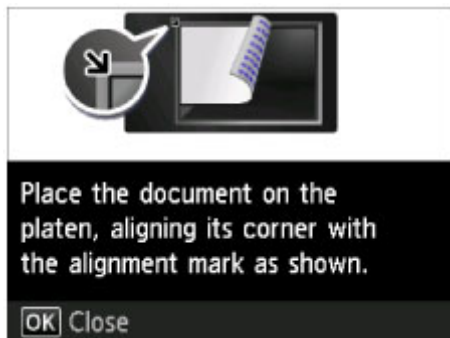 Place the document on the
platen, aligning its corner with
the alignment mark as shown.
OK Close